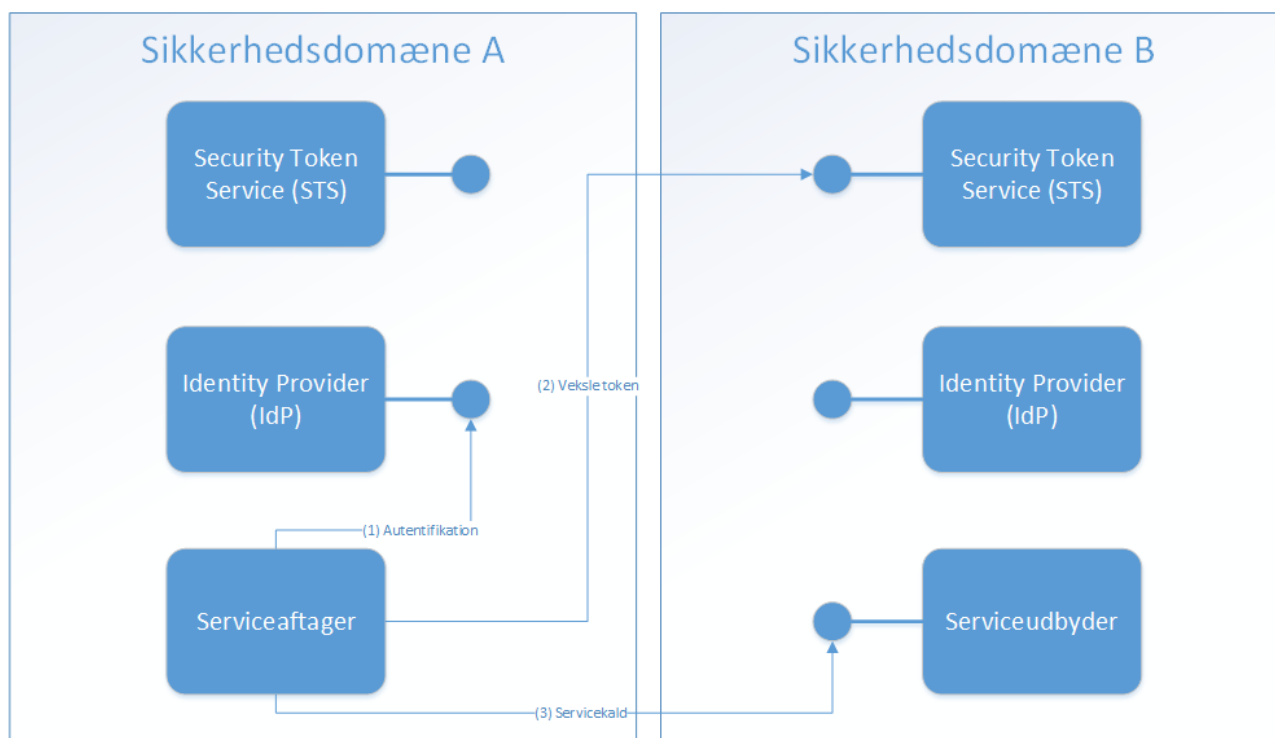 Sikkerhedsdomæne A
Security Token
Service (STS)
Identity Provider
(IdP)
(1) Autentifikation
Serviceaftager
(2) Veksle token
(3) Servicekald
Sikkerhedsdomæne B
Security Token
Service (STS)
Identity Provider
(IdP)
Serviceudbyder